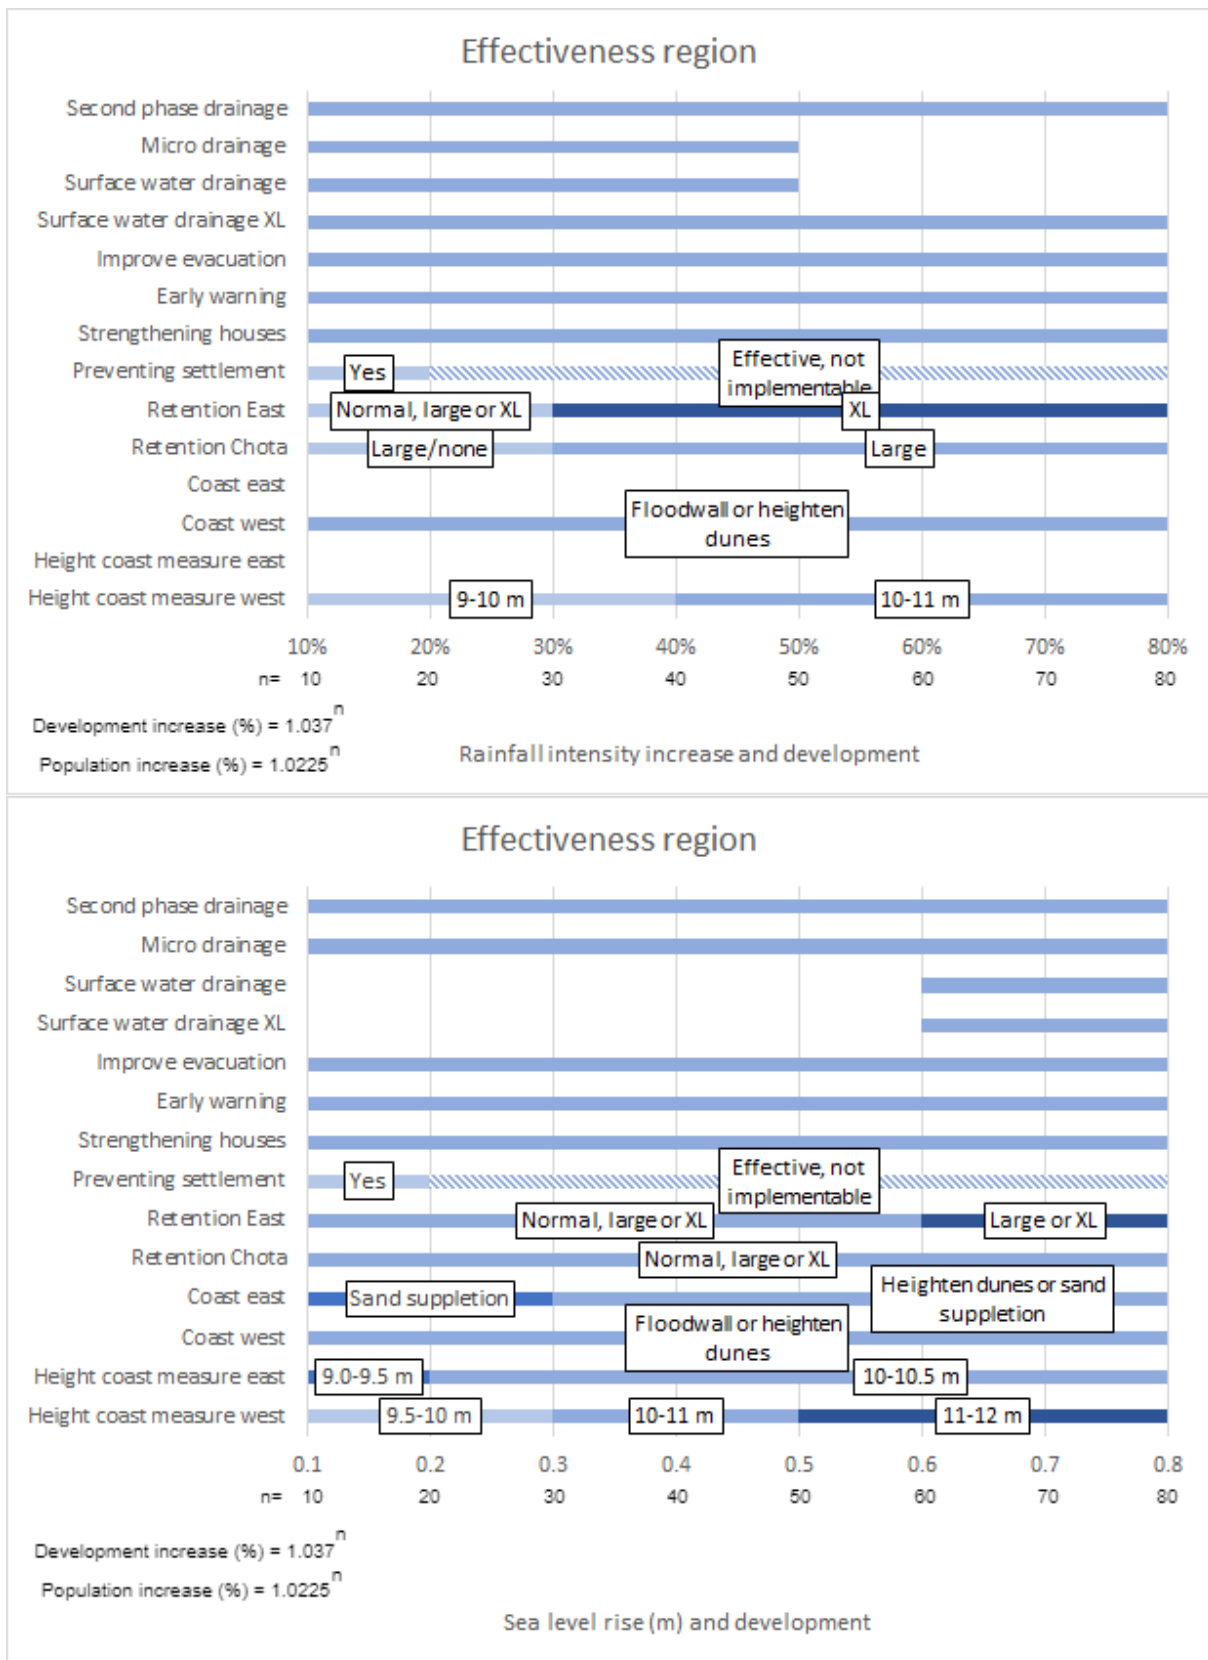 Effectiveness region
Second phase drainage
Micro drainage
Surface water drainage
Surface water drainage XL
Improve evacuation
Early warning
Strengthening houses
Preventing settlement
Yes
Effective, not
implementable
Retention East
Normal, large or XL
XL
Retention Chota
Large/none
Large
Coast east
Coast west
Floodwall or heighten
dunes
Height coast measure east
Height coast measure west
9-10 m
10-11 m
10% 20% 30% 40% 50% 60% 70% 80%
n= 10 20 30 40 50 60 70 80
Development increase (%) = 1.037^n
Population increase (%) = 1.0225^n
Rainfall intensity increase and development
Effectiveness region
Second phase drainage
Micro drainage
Surface water drainage
Surface water drainage XL
Improve evacuation
Early warning
Strengthening houses
Preventing settlement
Yes
Effective, not
implementable
Retention East
Normal, large or XL
Large or XL
Retention Chota
Normal, large or XL
Coast east
Sand suppletion
Heighten dunes or sand
suppletion
Coast west
Floodwall or heighten
dunes
Height coast measure east
9.0-9.5 m
10-10.5 m
Height coast measure west
9.5-10 m
10-11 m
11-12 m
0.1 0.2 0.3 0.4 0.5 0.6 0.7 0.8
n= 10 20 30 40 50 60 70 80
Development increase (%) = 1.037^n
Population increase (%) = 1.0225^n
Sea level rise (m) and development